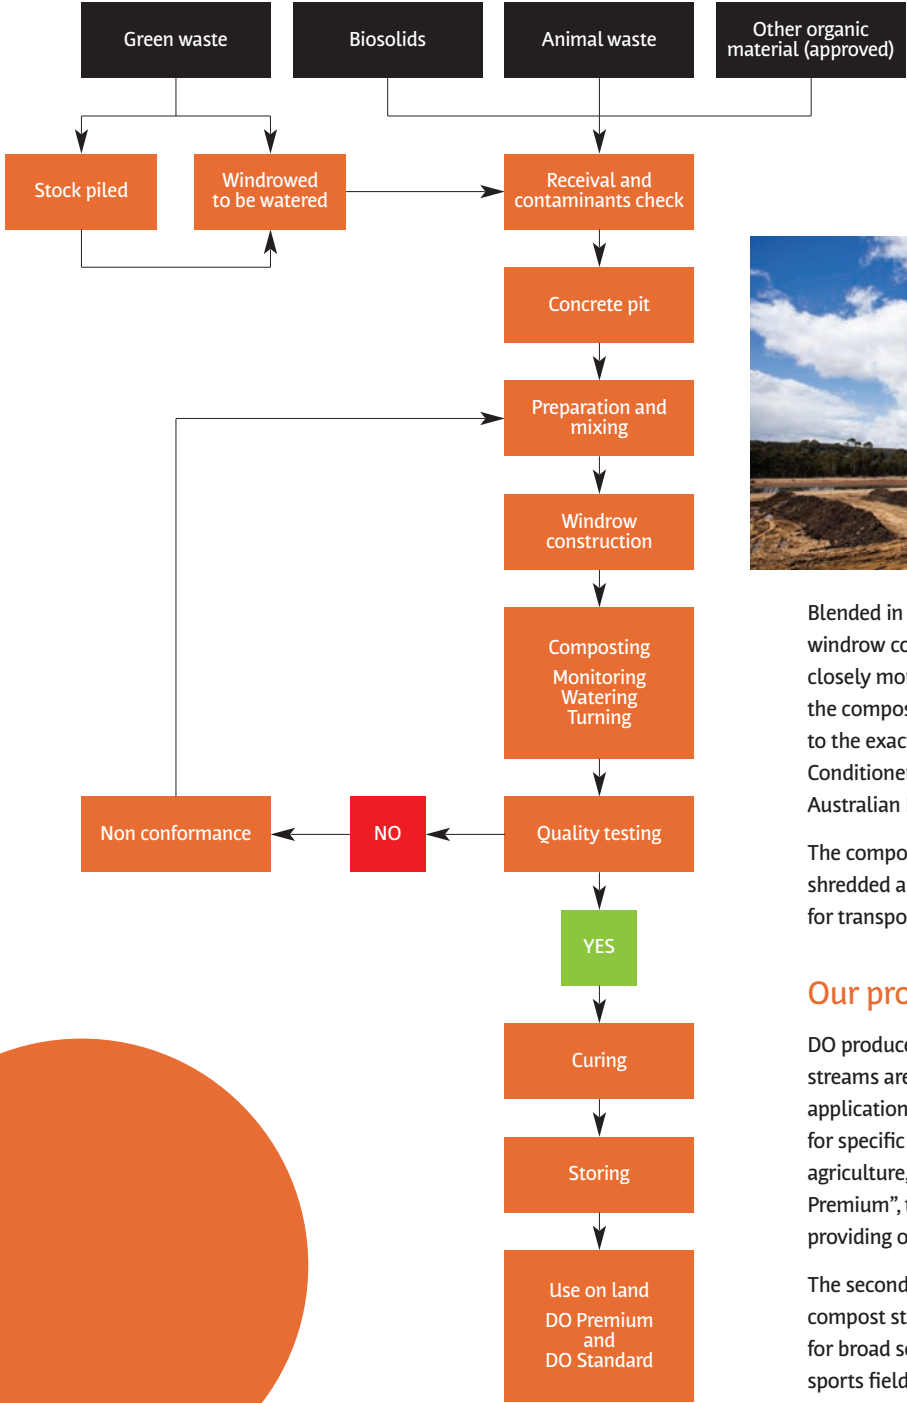 Green waste
Biosolids
Animal waste
Other organic
material (approved)
Stock piled
Windrowed
to be watered
Receival and
contaminants check
Concrete pit
Preparation and
mixing
Windrow
construction
Composting
Monitoring
Watering
Turning
Non conformance
NO
Quality testing
YES
Curing
Storing
Use on land
DO Premium
and
DO Standard
Blended in
windrow co
closely mo
the compos
to the exac
Conditione
Australian
The compo
shredded a
for transpo
Our pro
DO produc
streams are
application
for specific
agriculture,
Premium”, t
providing o
The second
compost st
for broad s
sports field